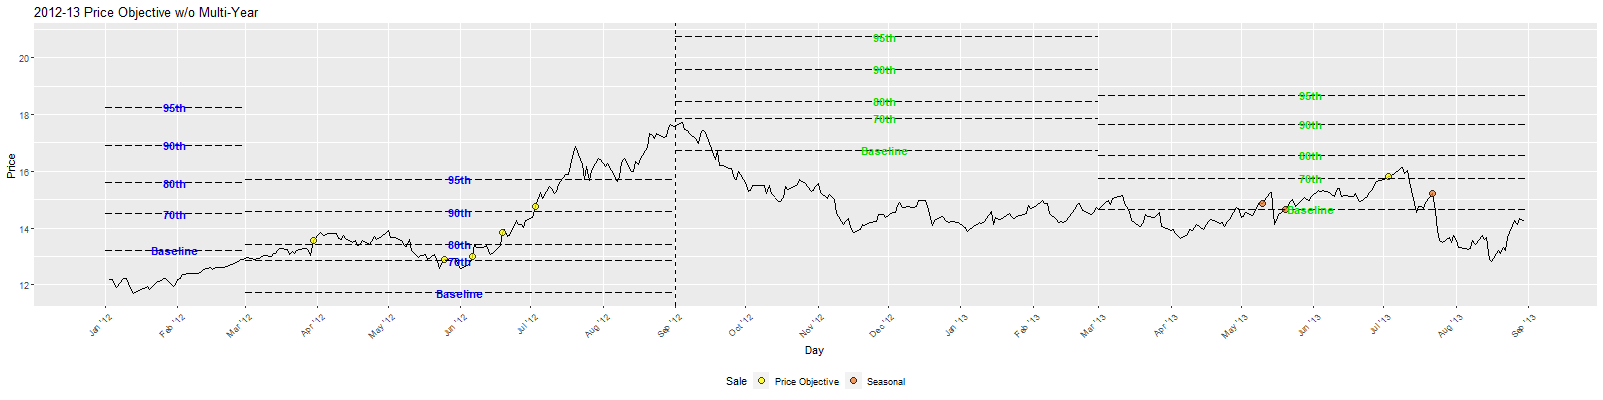 2012-13 Price Objective w/o Multi-Year
Price
20
18
16
14
12
95th
90th
80th
70th
Baseline
95th
90th
80th
70th
Baseline
95th
90th
80th
70th
Baseline
95th
90th
80th
70th
Baseline
Jan '12
Feb '12
Mar '12
Apr '12
May '12
Jun '12
Jul '12
Aug '12
Sep '12
Oct '12
Nov '12
Dec '12
Jan '13
Feb '13
Mar '13
Apr '13
May '13
Jun '13
Jul '13
Aug '13
Sep '13
Day
Sale Price Objective Seasonal